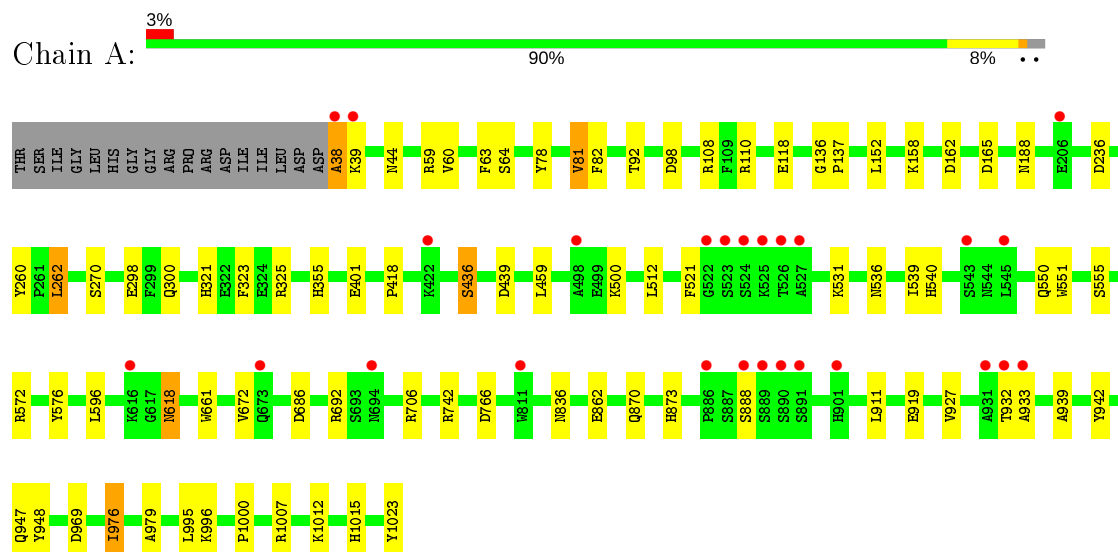 3%
Chain A:
90% 8% • •
THR SER ILE GLY LEU HIS GLY GLY ARG PRO ARG ASP ILE ILE LEU ASP ASP A38 K39 N44 R59 V60 F63 S64 Y78 V81 F82 T92 D98 R108 F109 R110 E118 G136 P137 L152 K158 D162 D165 N188 E206 D236
Y260 P261 L262 S270 E298 F299 Q300 H321 E322 F323 E324 R325 H355 E401 P418 K422 S436 D439 L459 A498 E499 K500 L512 F521 G522 S523 S524 K525 T526 A527 K531 N536 I539 H540 S543 N544 L545 Q550 W551 S555
R572 Y576 L596 K616 G617 N618 W661 V672 Q673 D686 R692 S693 N694 R706 R742 D766 W811 N836 E862 Q870 H873 P886 S887 S888 S889 S890 S891 H901 L911 E919 V927 A931 T932 A933 A939 Y942
Q947 Y948 D969 I976 A979 L995 K996 P1000 R1007 K1012 H1015 Y1023